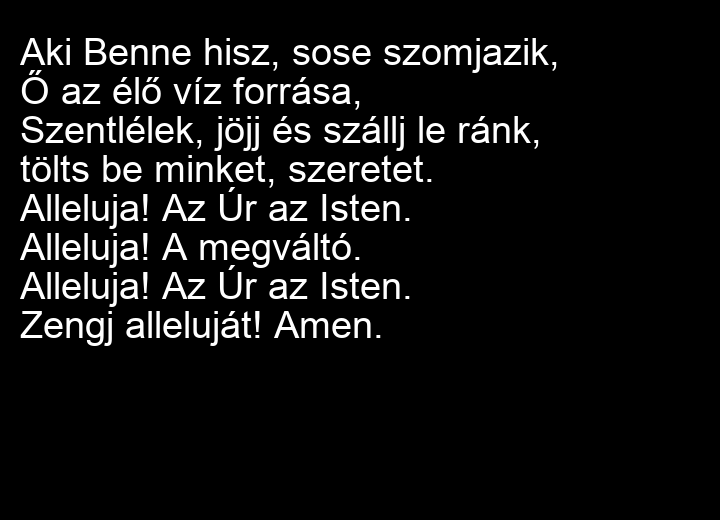 Aki Benne hisz, sose szomjazik,
Ő az élő víz forrása,
Szentlélek, jöjj és szállj le ránk,
tölts be minket, szeretet.
Alleluja! Az Úr az Isten.
Alleluja! A megváltó.
Alleluja! Az Úr az Isten.
Zengj alleluját! Amen.